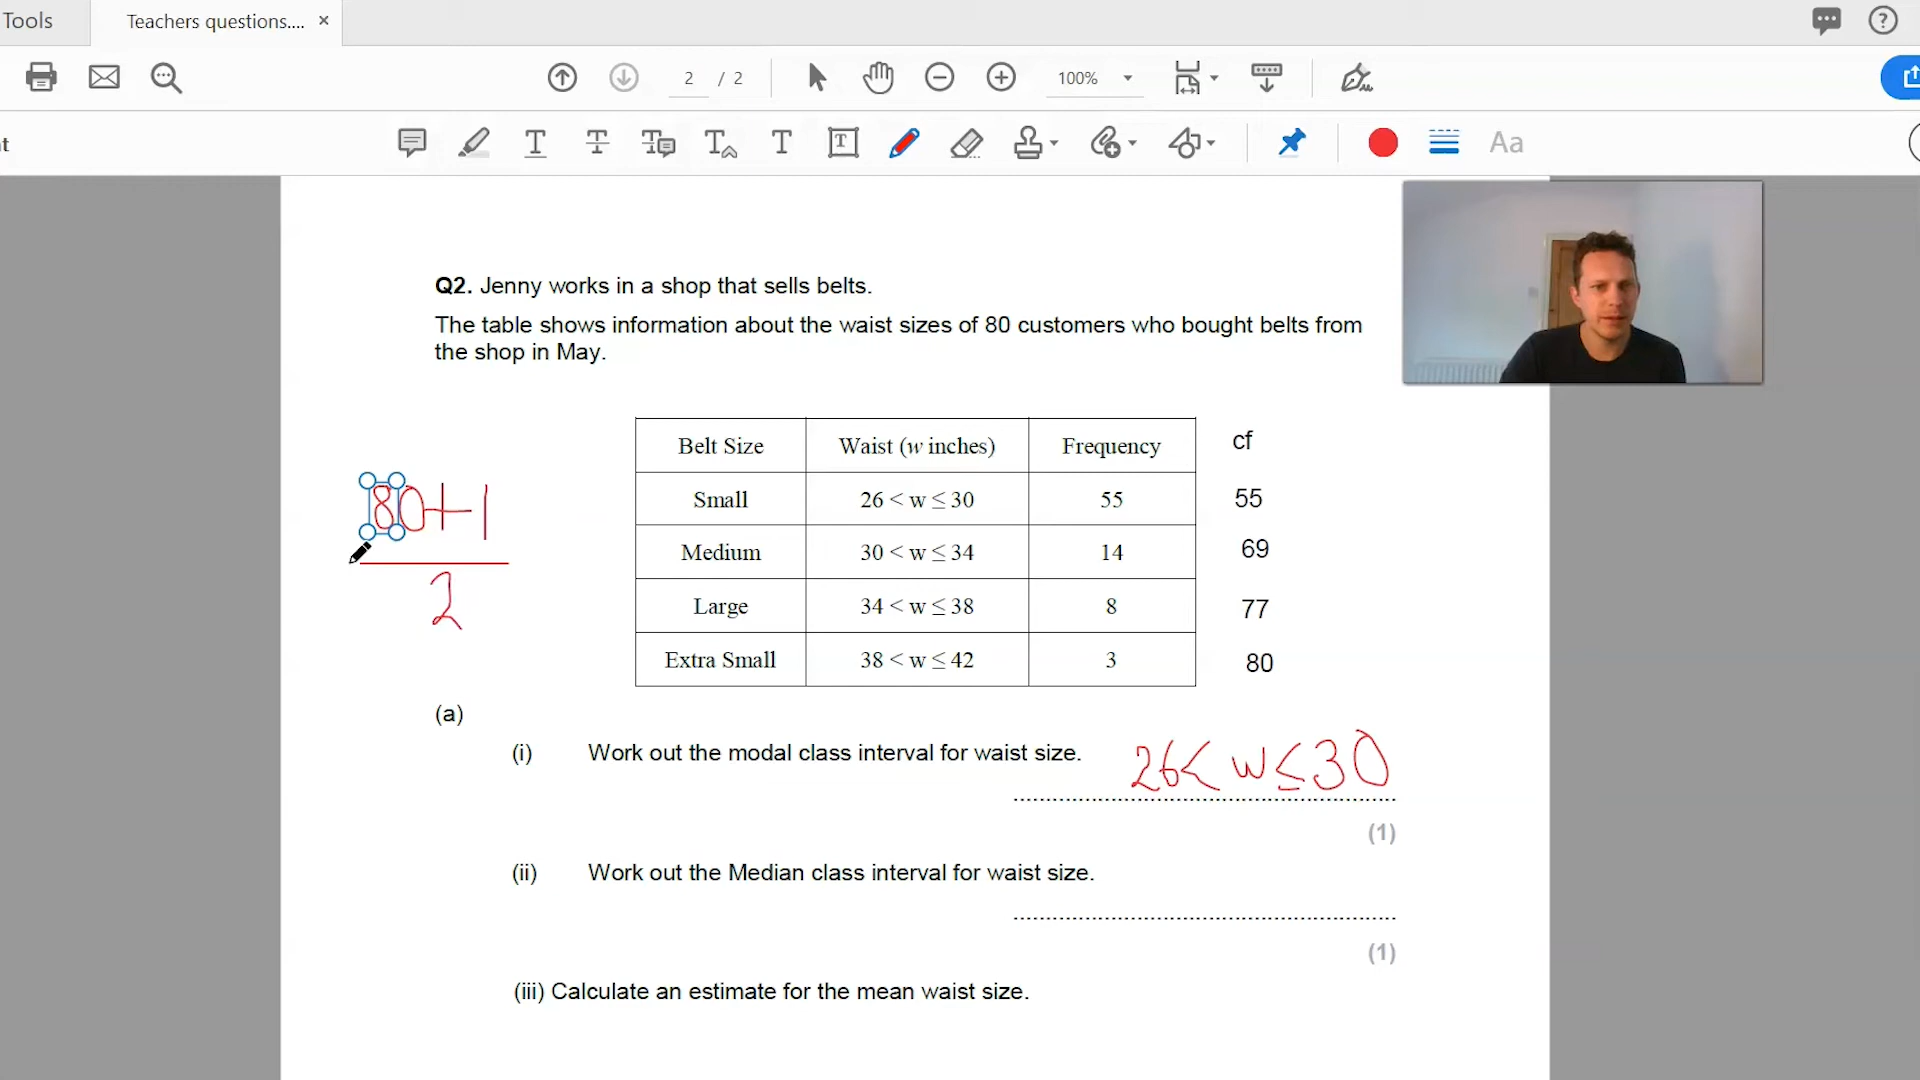 Tools
Teachers questions.... ×
2 / 2
100%
Aa
t
Q2. Jenny works in a shop that sells belts.
The table shows information about the waist sizes of 80 customers who bought belts from
the shop in May.
Belt Size Waist (w inches) Frequency cf
Small 26 < w ≤ 30 55 55
Medium 30 < w ≤ 34 14 69
Large 34 < w ≤ 38 8 77
Extra Small 38 < w ≤ 42 3 80
80+1
2
(a)
(i) Work out the modal class interval for waist size.
26< w ≤30
(1)
(ii) Work out the Median class interval for waist size.
(1)
(iii) Calculate an estimate for the mean waist size.